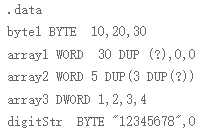 .data
byte1 BYTE 10,20,30
array1 WORD 30 DUP (?),0,0
array2 WORD 5 DUP(3 DUP(?))
array3 DWORD 1,2,3,4
digitStr BYTE "12345678",0